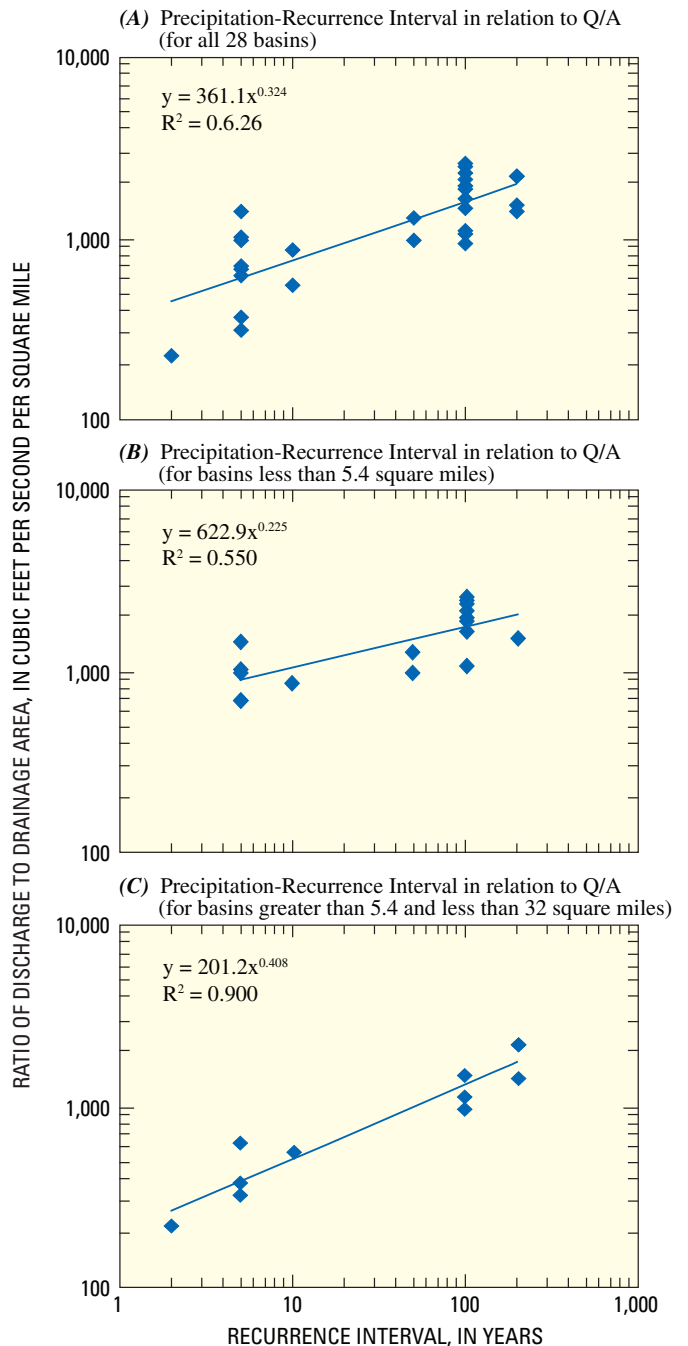 (A) Precipitation-Recurrence Interval in relation to Q/A
(for all 28 basins)
10,000
y = 361.1x^0.324
R² = 0.6.26
1,000
100
(B) Precipitation-Recurrence Interval in relation to Q/A
(for basins less than 5.4 square miles)
10,000
y = 622.9x^0.225
R² = 0.550
1,000
100
(C) Precipitation-Recurrence Interval in relation to Q/A
(for basins greater than 5.4 and less than 32 square miles)
10,000
y = 201.2x^0.408
R² = 0.900
1,000
100
1 10 100 1,000
RECURRENCE INTERVAL, IN YEARS
RATIO OF DISCHARGE TO DRAINAGE AREA, IN CUBIC FEET PER SECOND PER SQUARE MILE